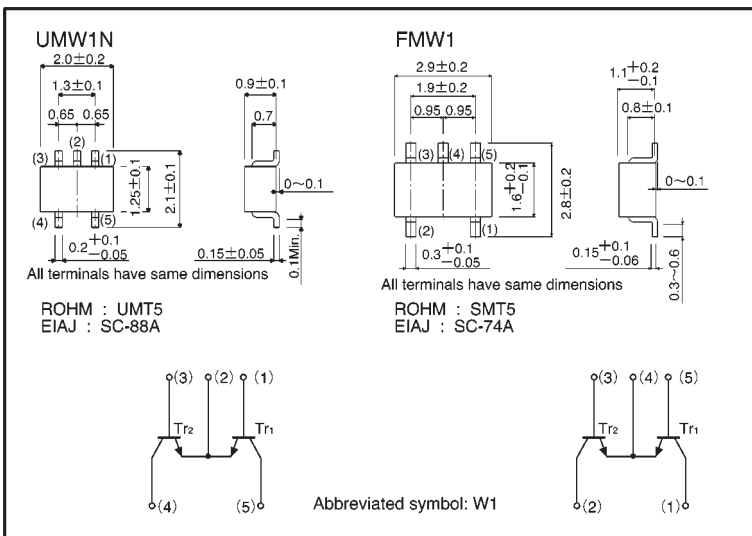 UMW1N
2.0±0.2
1.3±0.1
0.65 0.65
(2)
(3) (1)
1.25±0.1
2.1±0.1
(4) (5)
0.2+0.1−0.05
0.9±0.1
0.7
0~0.1
0.15±0.05
0.1Min.
All terminals have same dimensions
ROHM : UMT5
EIAJ : SC-88A
FMW1
2.9±0.2
1.9±0.2
0.95 0.95
(3) (4) (5)
1.6+0.2−0.1
2.8±0.2
(2) (1)
0.3+0.1−0.05
1.1+0.2−0.1
0.8±0.1
0~0.1
0.15+0.1−0.06
0.3~0.6
All terminals have same dimensions
ROHM : SMT5
EIAJ : SC-74A
(3) (2) (1)
Tr2 Tr1
(4) (5)
Abbreviated symbol: W1
(3) (4) (5)
Tr2 Tr1
(2) (1)